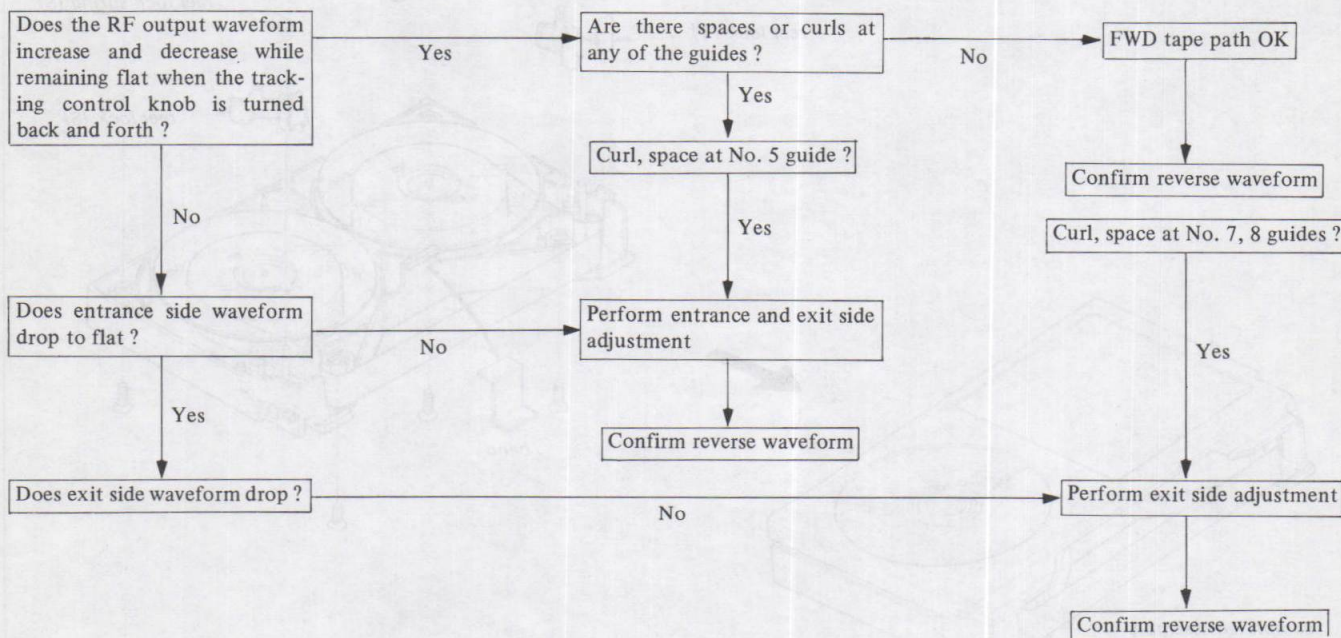 Does the RF output waveform
increase and decrease while
remaining flat when the track-
ing control knob is turned
back and forth ?
Yes
Are there spaces or curls at
any of the guides ?
No
FWD tape path OK
Yes
Curl, space at No. 5 guide ?
Confirm reverse waveform
No
Yes
Curl, space at No. 7, 8 guides ?
Does entrance side waveform
drop to flat ?
No
Perform entrance and exit side
adjustment
Yes
Yes
Confirm reverse waveform
Does exit side waveform drop ?
No
Perform exit side adjustment
Confirm reverse waveform